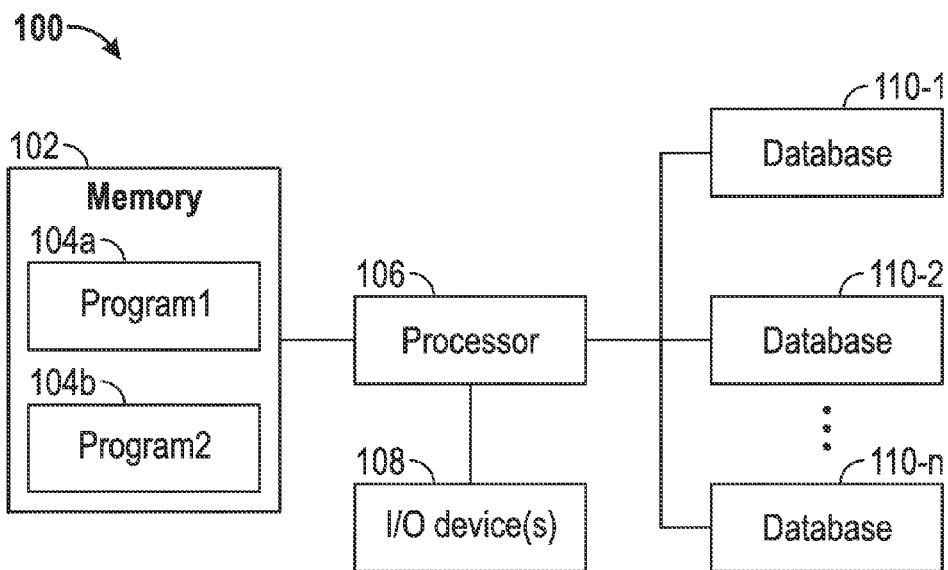 100
102
Memory
104a
Program1
104b
Program2
106
Processor
108
I/O device(s)
110-1
Database
110-2
Database
110-n
Database